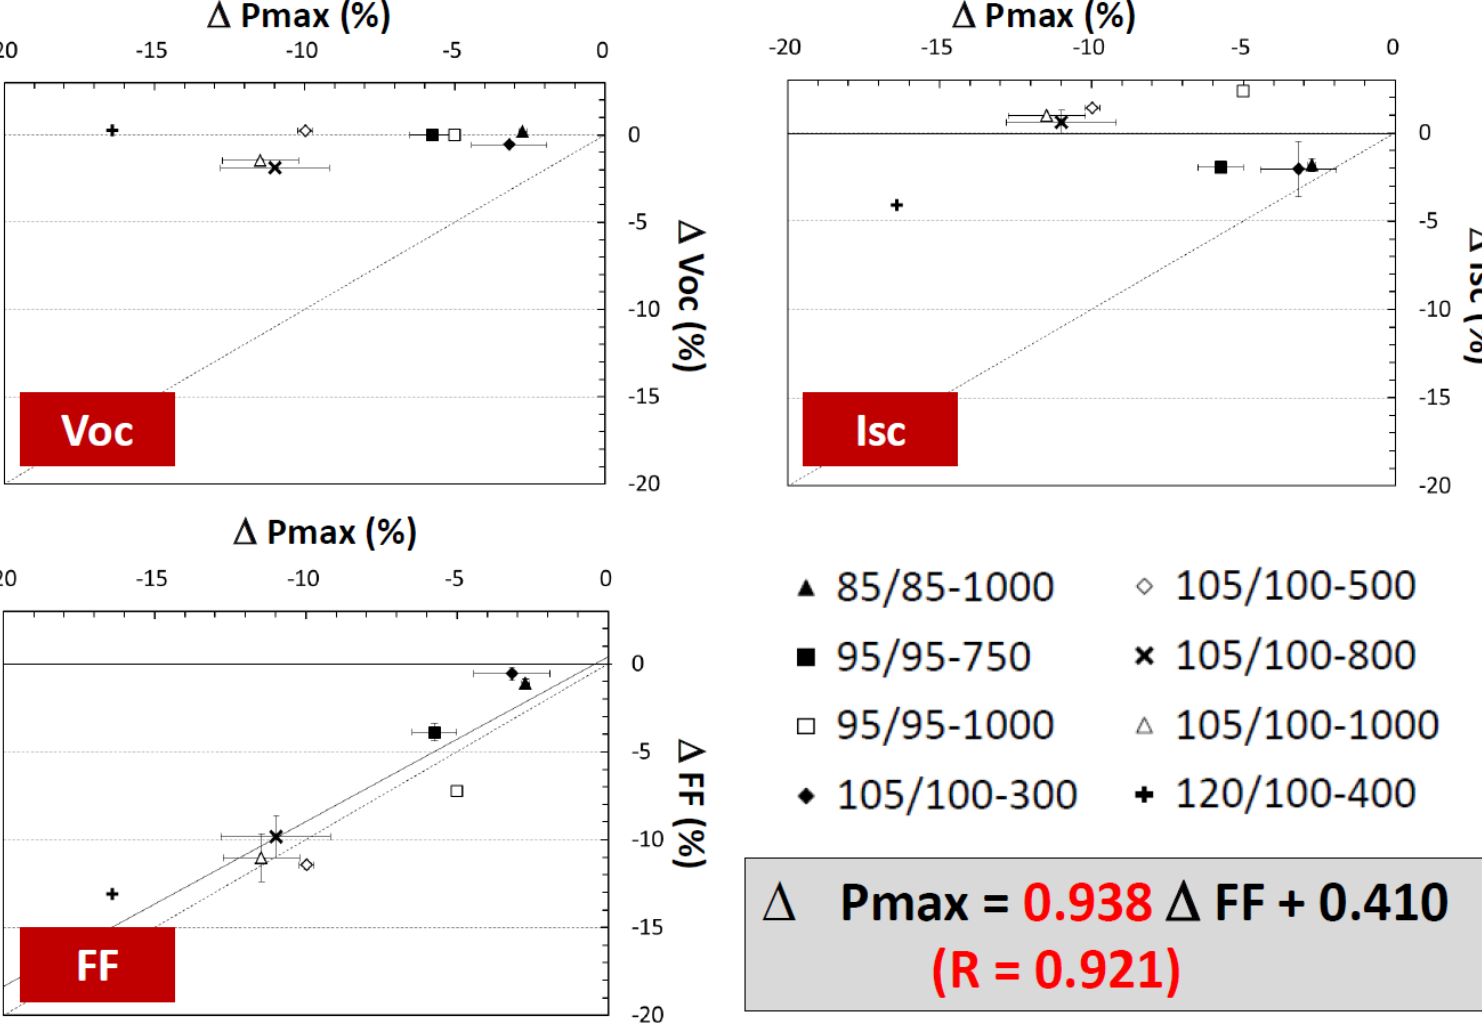 Δ Pmax (%)
20 -15 -10 -5 0
0
-5
-10
-15
-20
Δ Voc (%)
Voc
Δ Pmax (%)
-20 -15 -10 -5 0
0
-5
-10
-15
-20
Δ Isc (%)
Isc
Δ Pmax (%)
20 -15 -10 -5 0
0
-5
-10
-15
-20
Δ FF (%)
FF
▲ 85/85-1000
■ 95/95-750
□ 95/95-1000
◆ 105/100-300
◇ 105/100-500
× 105/100-800
△ 105/100-1000
+ 120/100-400
Δ Pmax = 0.938 Δ FF + 0.410
(R = 0.921)